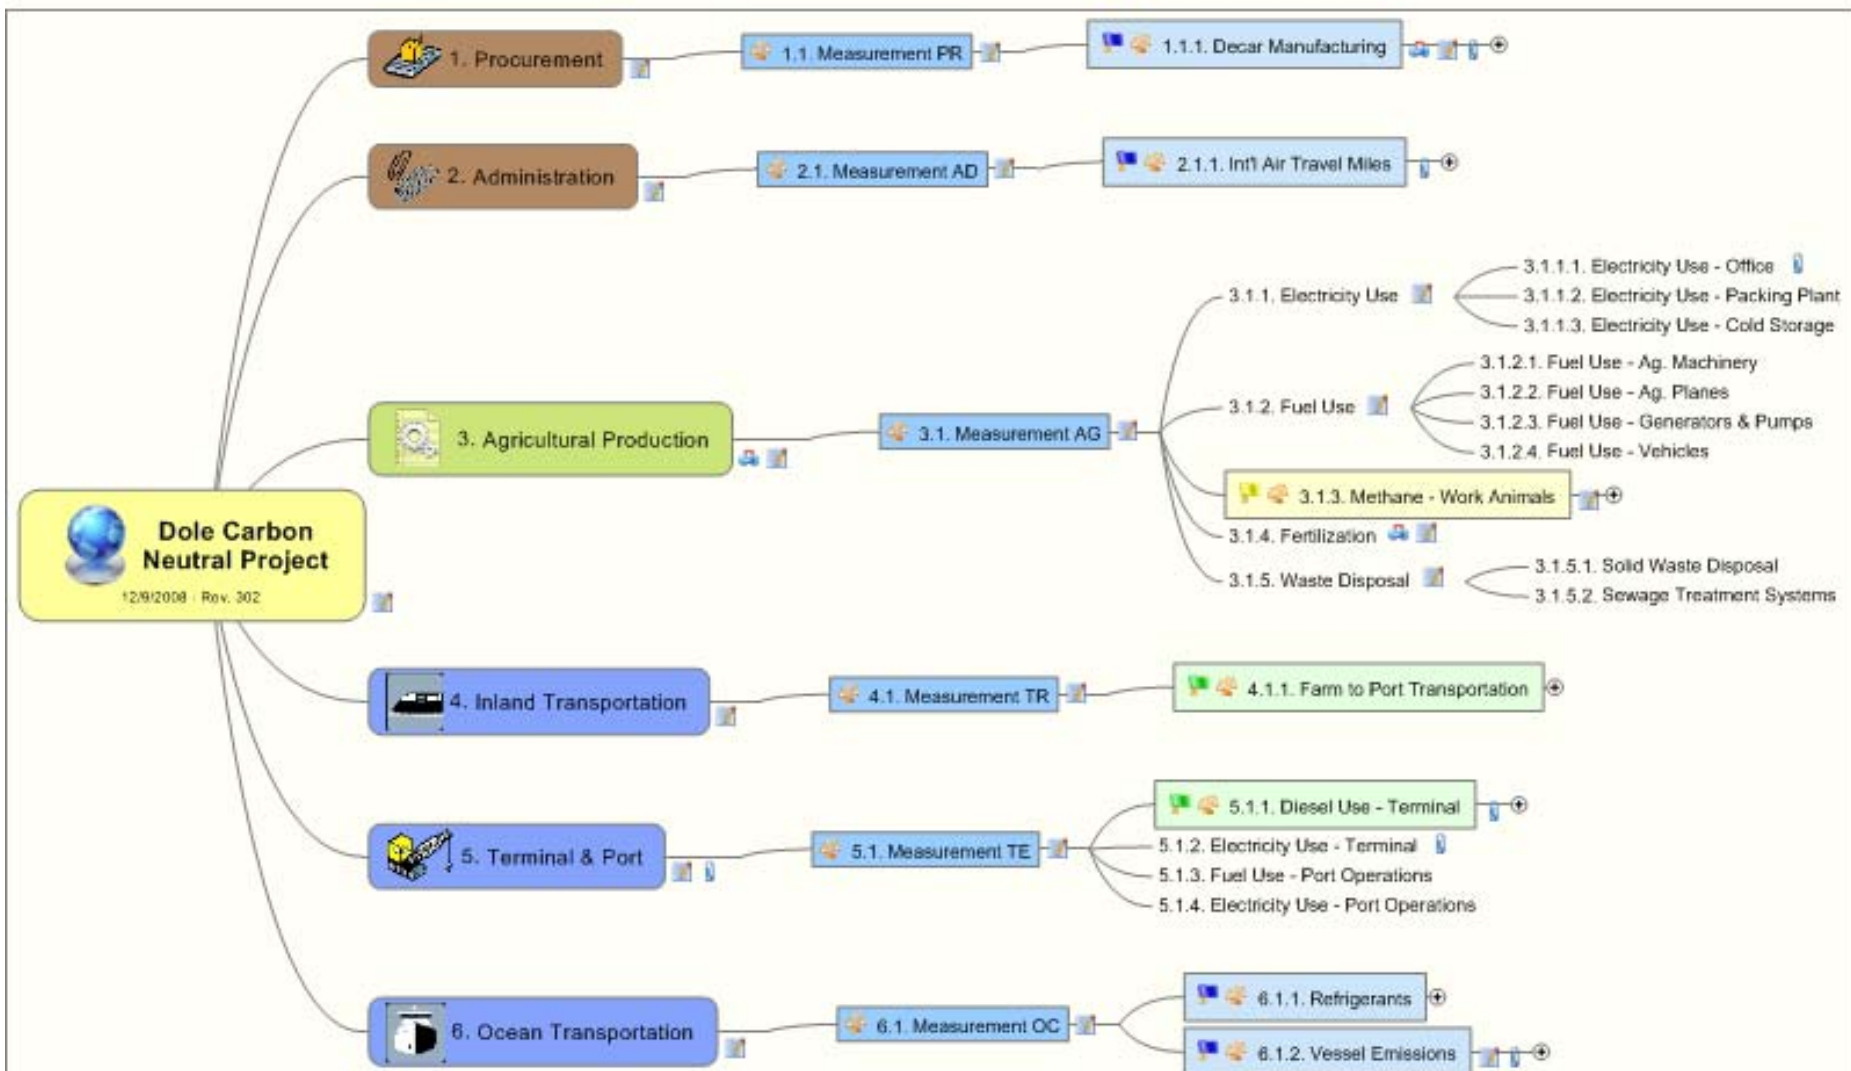 1. Procurement
1.1. Measurement PR
1.1.1. Decar Manufacturing
2. Administration
2.1. Measurement AD
2.1.1. Int'l Air Travel Miles
3. Agricultural Production
3.1. Measurement AG
3.1.1. Electricity Use
3.1.1.1. Electricity Use - Office
3.1.1.2. Electricity Use - Packing Plant
3.1.1.3. Electricity Use - Cold Storage
3.1.2. Fuel Use
3.1.2.1. Fuel Use - Ag. Machinery
3.1.2.2. Fuel Use - Ag. Planes
3.1.2.3. Fuel Use - Generators & Pumps
3.1.2.4. Fuel Use - Vehicles
3.1.3. Methane - Work Animals
3.1.4. Fertilization
3.1.5. Waste Disposal
3.1.5.1. Solid Waste Disposal
3.1.5.2. Sewage Treatment Systems
Dole Carbon
Neutral Project
12/9/2008 - Rev. 302
4. Inland Transportation
4.1. Measurement TR
4.1.1. Farm to Port Transportation
5. Terminal & Port
5.1. Measurement TE
5.1.1. Diesel Use - Terminal
5.1.2. Electricity Use - Terminal
5.1.3. Fuel Use - Port Operations
5.1.4. Electricity Use - Port Operations
6. Ocean Transportation
6.1. Measurement OC
6.1.1. Refrigerants
6.1.2. Vessel Emissions